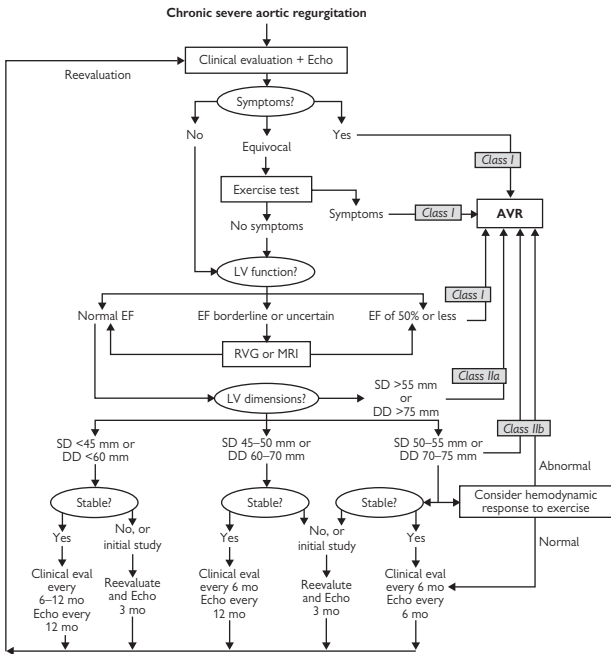 Chronic severe aortic regurgitation
Reevaluation
Clinical evaluation + Echo
Symptoms?
No
Equivocal
Yes
Class I
Exercise test
Symptoms
Class I
AVR
No symptoms
LV function?
Class I
Normal EF
EF borderline or uncertain
EF of 50% or less
RVG or MRI
Class IIa
LV dimensions?
SD >55 mm
or
DD >75 mm
Class IIb
SD <45 mm or
DD <60 mm
SD 45–50 mm or
DD 60–70 mm
SD 50–55 mm or
DD 70–75 mm
Abnormal
Stable?
Stable?
Stable?
Consider hemodynamic
response to exercise
Yes
No, or
initial study
Yes
No, or
initial study
Yes
Normal
Clinical eval
every
6–12 mo
Echo every
12 mo
Reevaluate
and Echo
3 mo
Clinical eval
every 6 mo
Echo every
12 mo
Reevalute
and Echo
3 mo
Clinical eval
every 6 mo
Echo every
6 mo